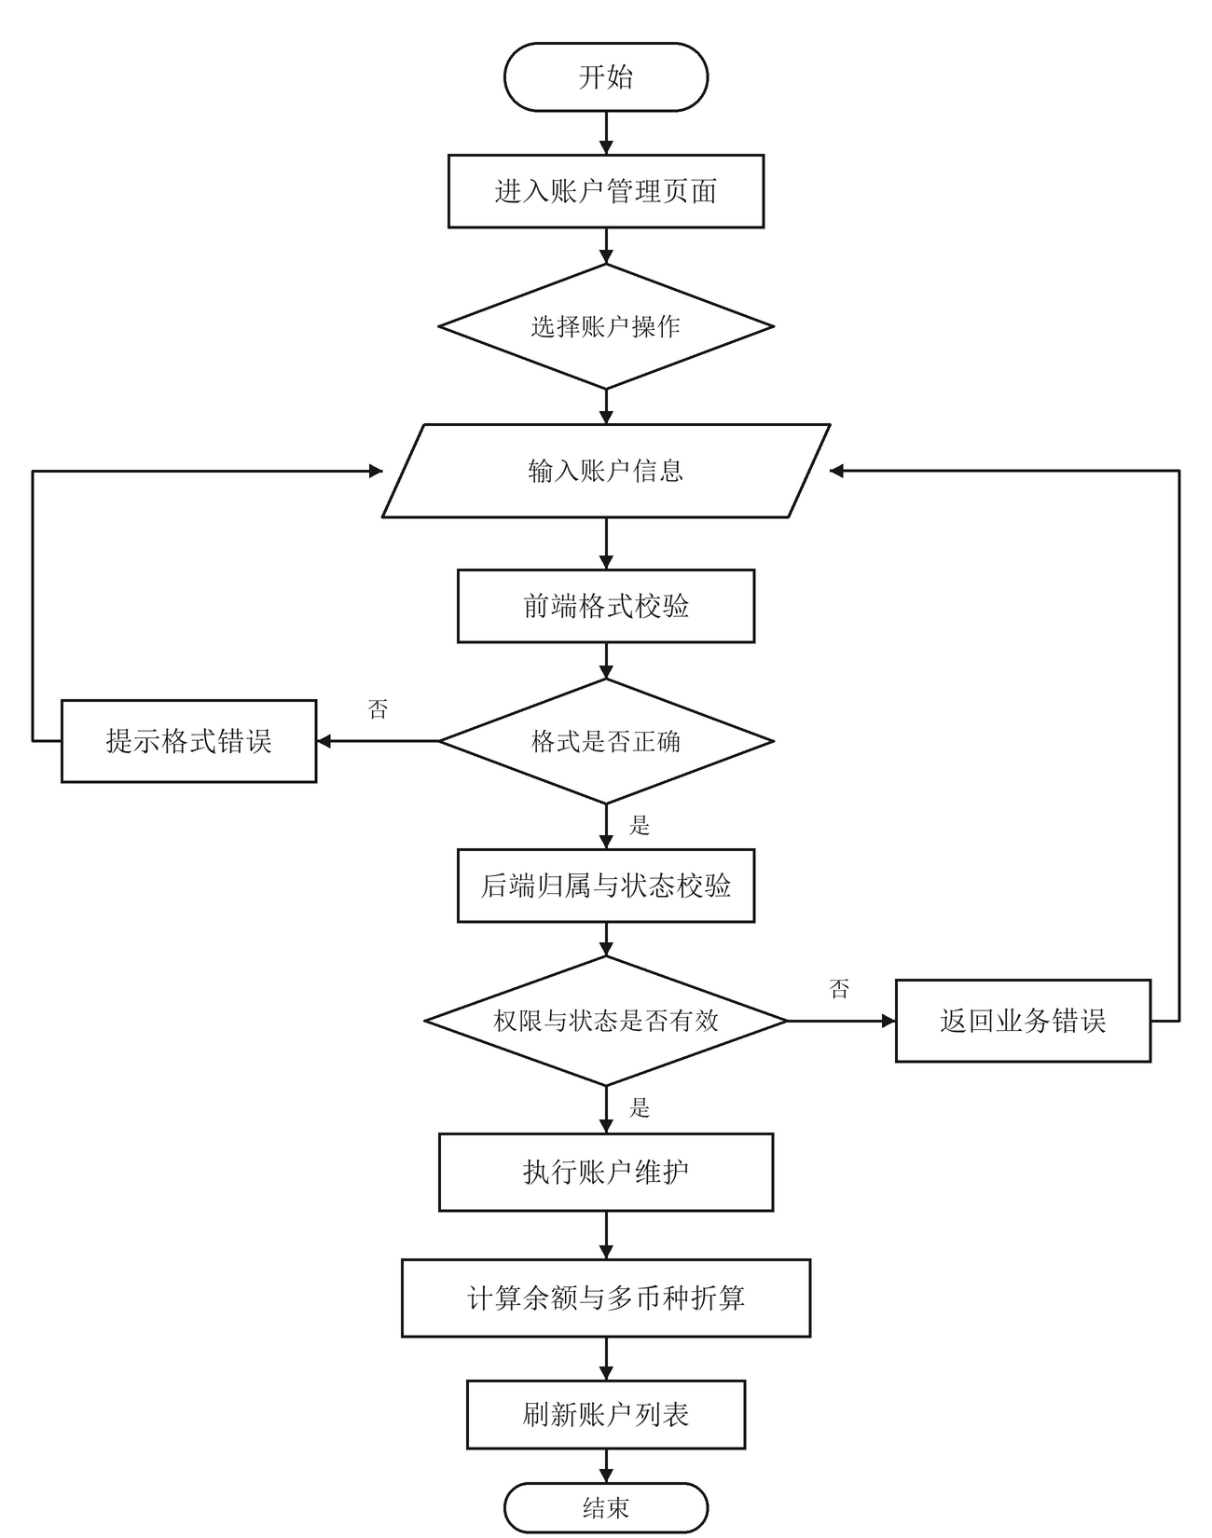 开始
进入账户管理页面
选择账户操作
输入账户信息
前端格式校验
否
提示格式错误
格式是否正确
是
后端归属与状态校验
否
权限与状态是否有效
返回业务错误
是
执行账户维护
计算余额与多币种折算
刷新账户列表
结束